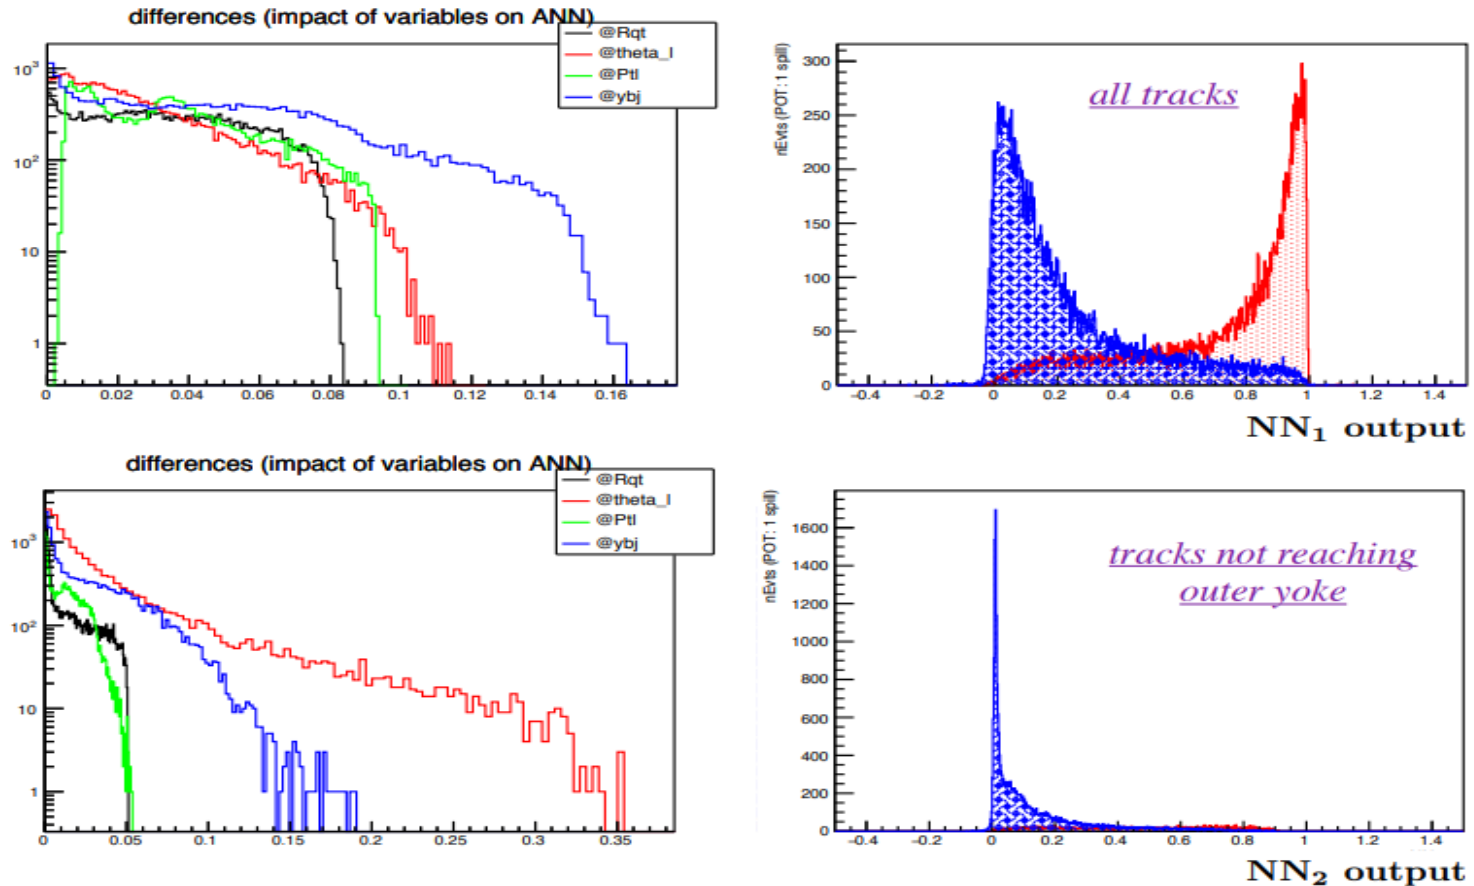 differences (impact of variables on ANN)
@Rqt
@theta_l
@Ptl
@ybj
10³
10²
10
1
0 0.02 0.04 0.06 0.08 0.1 0.12 0.14 0.16
nEvts (POT: 1 spill)
all tracks
300
250
200
150
100
50
0
-0.4 -0.2 0 0.2 0.4 0.6 0.8 1 1.2 1.4
NN₁ output
differences (impact of variables on ANN)
@Rqt
@theta_l
@Ptl
@ybj
10³
10²
10
1
0 0.05 0.1 0.15 0.2 0.25 0.3 0.35
nEvts (POT: 1 spill)
tracks not reaching
outer yoke
1600
1400
1200
1000
800
600
400
200
0
-0.4 -0.2 0 0.2 0.4 0.6 0.8 1 1.2 1.4
NN₂ output